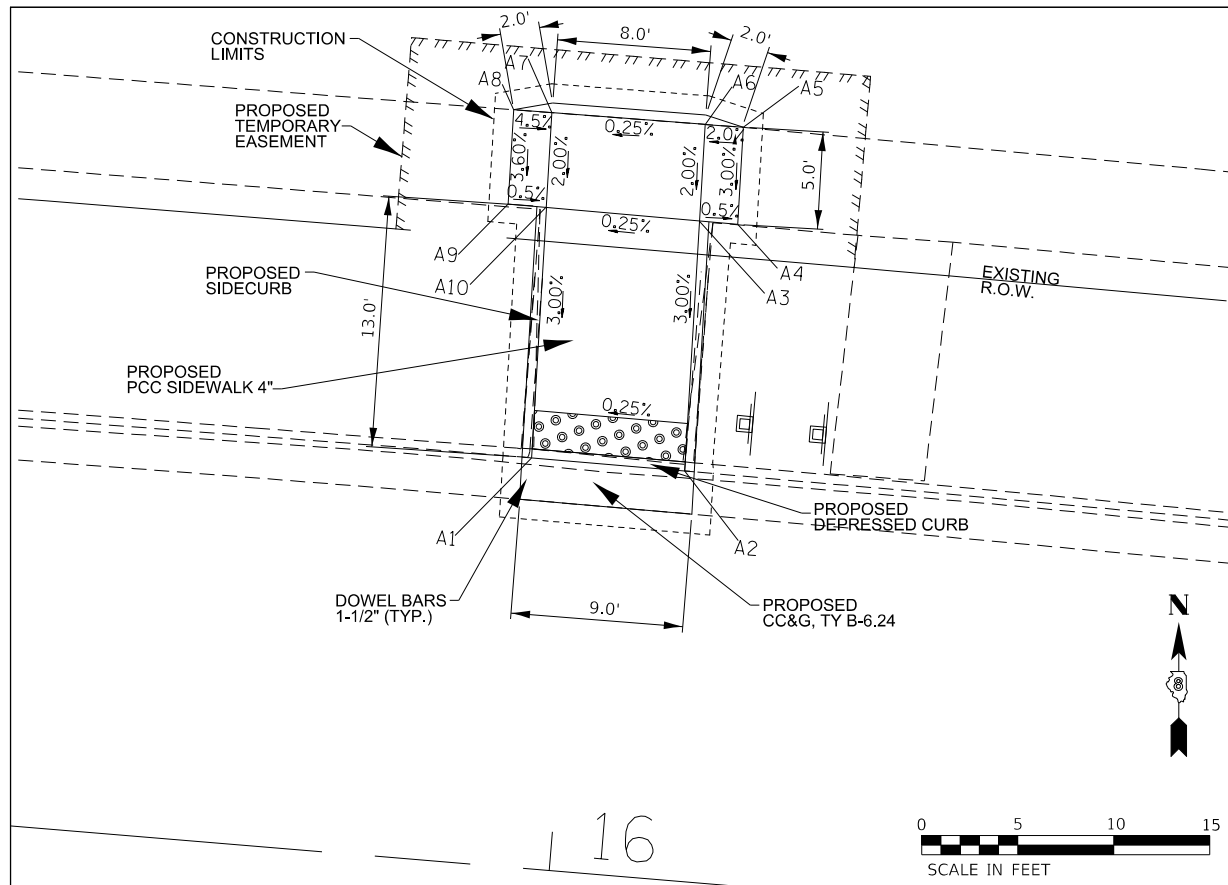 2.0'
8.0'
2.0'
CONSTRUCTION
LIMITS
A7
A8
A6
A5
PROPOSED
TEMPORARY
EASEMENT
4.5%
0.25%
2.0%
3.60%
2.00%
2.00%
3.00%
5.0'
0.5%
0.25%
0.5%
A9
A10
A4
A3
EXISTING
R.O.W.
PROPOSED
SIDECURB
13.0'
3.00%
3.00%
PROPOSED
PCC SIDEWALK 4"
0.25%
A1
A2
PROPOSED
DEPRESSED CURB
DOWEL BARS
1-1/2" (TYP.)
9.0'
PROPOSED
CC&G, TY B-6.24
N
8
16
0 5 10 15
SCALE IN FEET